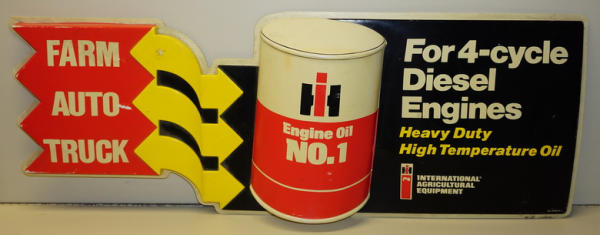 FARM
AUTO-
TRUCK
IH
Engine Oil
NO.1
For 4-cycle
Diesel
Engines
Heavy Duty
High Temperature Oil
INTERNATIONAL
AGRICULTURAL
EQUIPMENT